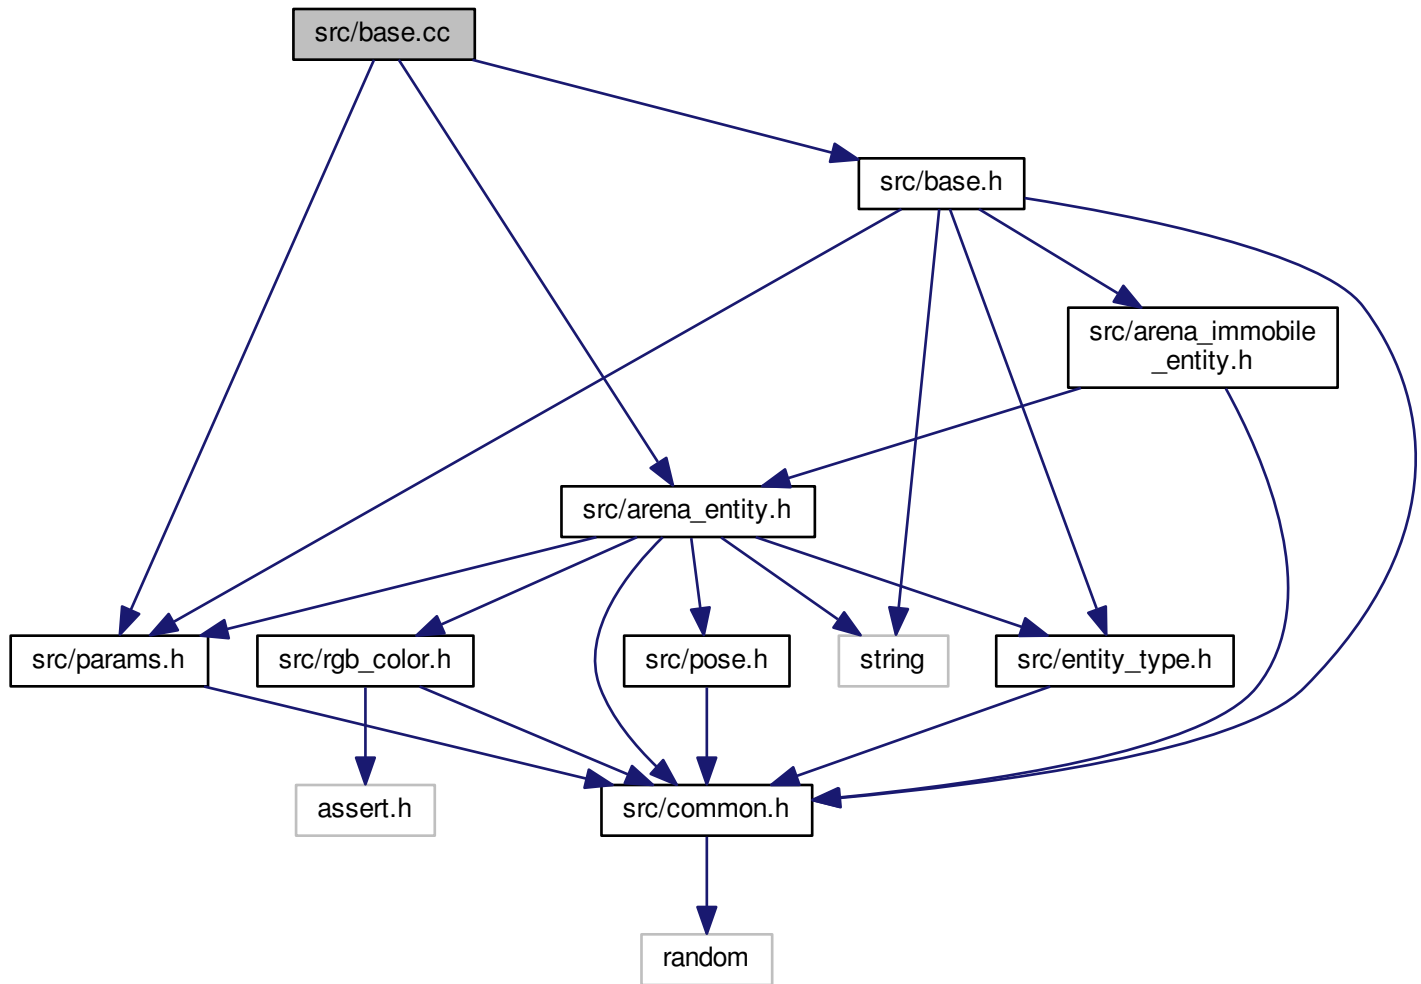 src/base.cc
src/base.h
src/arena_immobile
_entity.h
src/arena_entity.h
src/params.h
src/rgb_color.h
src/pose.h
string
src/entity_type.h
assert.h
src/common.h
random